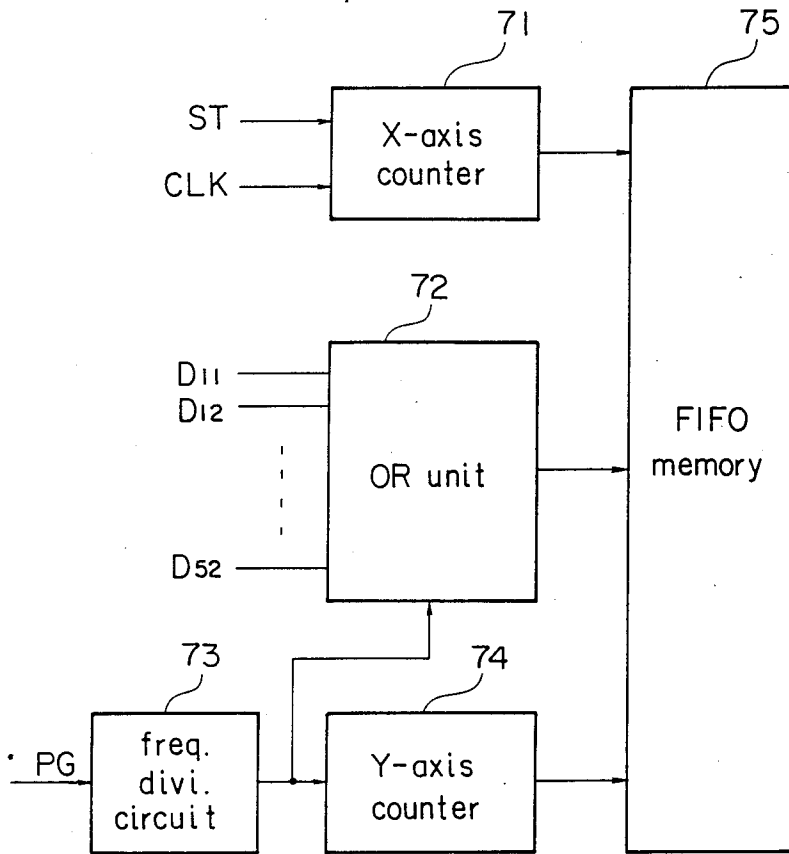 71
75
ST
CLK
X-axis
counter
72
D11
D12
D52
OR unit
FIFO
memory
73
74
PG
freq.
divi.
circuit
Y-axis
counter